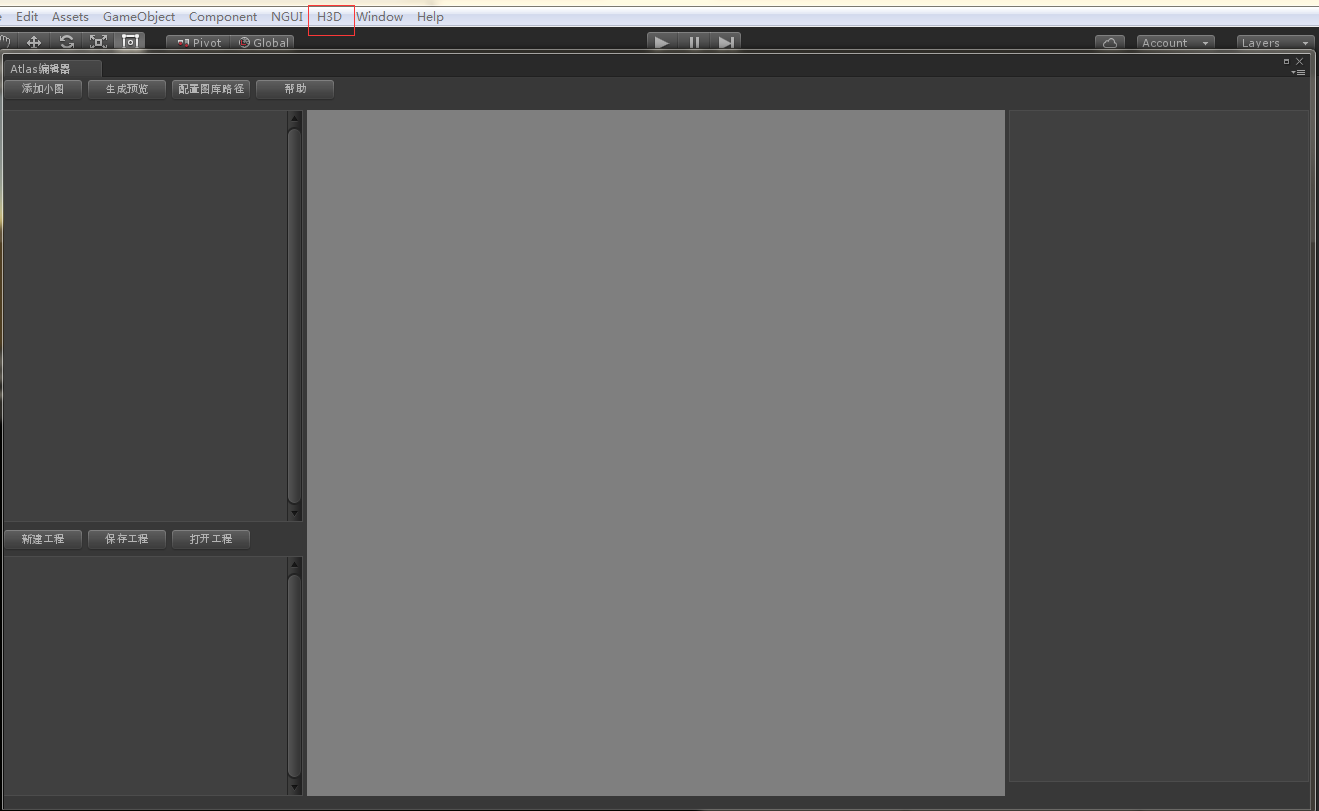 Edit Assets GameObject Component NGUI H3D Window Help
Pivot Global Account Layers
Atlas编辑器
添加小图 生成预览 配置图库路径 帮助
新建工程 保存工程 打开工程